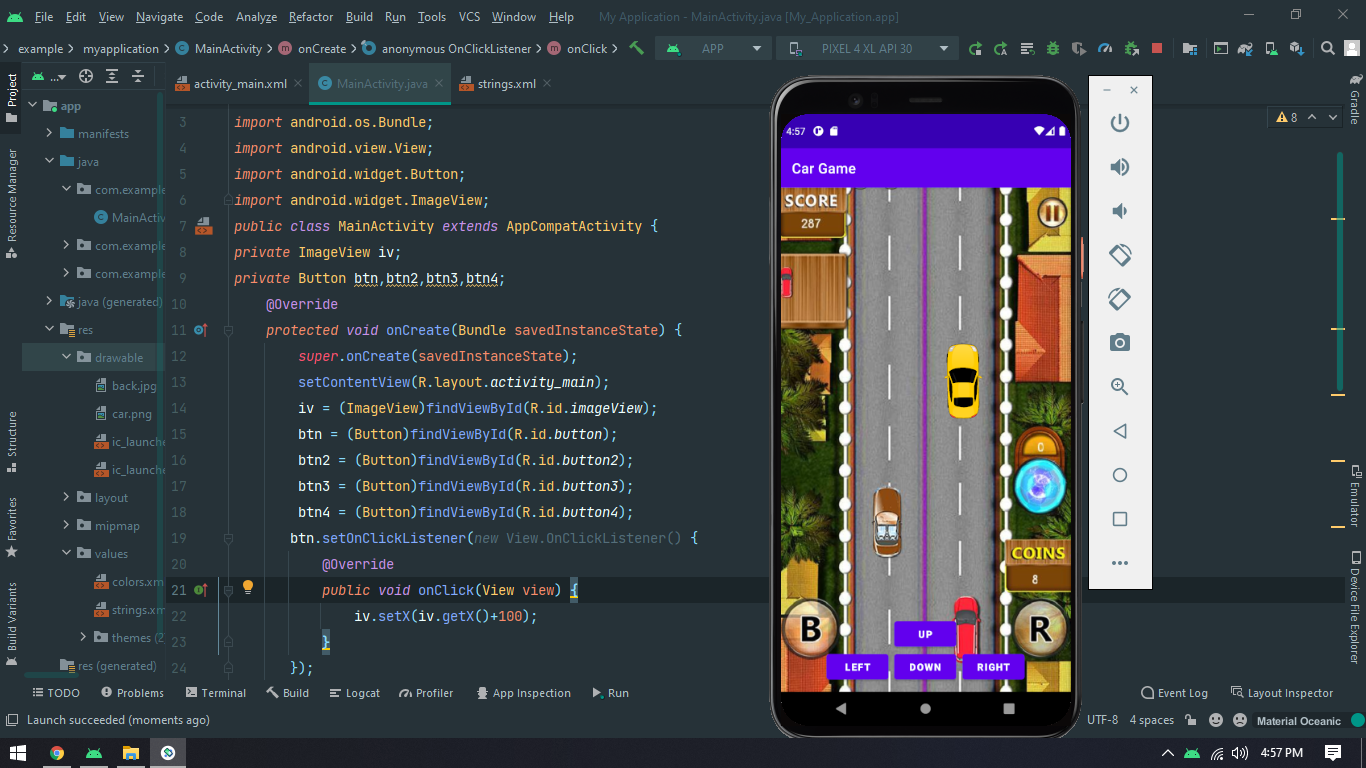 File Edit View Navigate Code Analyze Refactor Build Run Tools VCS Window Help My Application - MainActivity.java [My_Application.app]
example myapplication MainActivity onCreate anonymous OnClickListener onClick APP PIXEL 4 XL API 30
Project
Resource Manager
Structure
Favorites
Build Variants
...
app
manifests
java
com.example
MainActiv
com.example
com.example
java (generated)
res
drawable
back.jpg
car.png
ic_launche
ic_launche
layout
mipmap
values
colors.xm
strings.xm
themes (2
res (generated)
activity_main.xml MainActivity.java strings.xml
8
3 import android.os.Bundle;
4 import android.view.View;
5 import android.widget.Button;
6 import android.widget.ImageView;
7 public class MainActivity extends AppCompatActivity {
8 private ImageView iv;
9 private Button btn,btn2,btn3,btn4;
10 @Override
11 protected void onCreate(Bundle savedInstanceState) {
12 super.onCreate(savedInstanceState);
13 setContentView(R.layout.activity_main);
14 iv = (ImageView)findViewById(R.id.imageView);
15 btn = (Button)findViewById(R.id.button);
16 btn2 = (Button)findViewById(R.id.button2);
17 btn3 = (Button)findViewById(R.id.button3);
18 btn4 = (Button)findViewById(R.id.button4);
19 btn.setOnClickListener(new View.OnClickListener() {
20 @Override
21 public void onClick(View view) {
22 iv.setX(iv.getX()+100);
23 }
24 });
4:57
Car Game
SCORE
287
0
COINS
8
B
R
UP
LEFT DOWN RIGHT
Gradle
Emulator
Device File Explorer
TODO Problems Terminal Build Logcat Profiler App Inspection Run Event Log Layout Inspector
Launch succeeded (moments ago) UTF-8 4 spaces Material Oceanic
4:57 PM